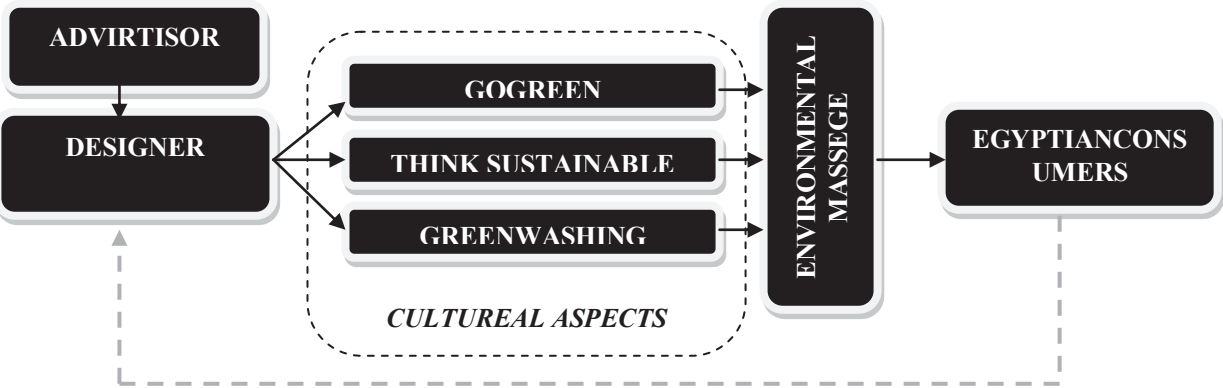 ADVIRTISOR
DESIGNER
GOGREEN
THINK SUSTAINABLE
GREENWASHING
CULTUREAL ASPECTS
ENVIRONMENTAL
MASSEGE
EGYPTIANCONS
UMERS